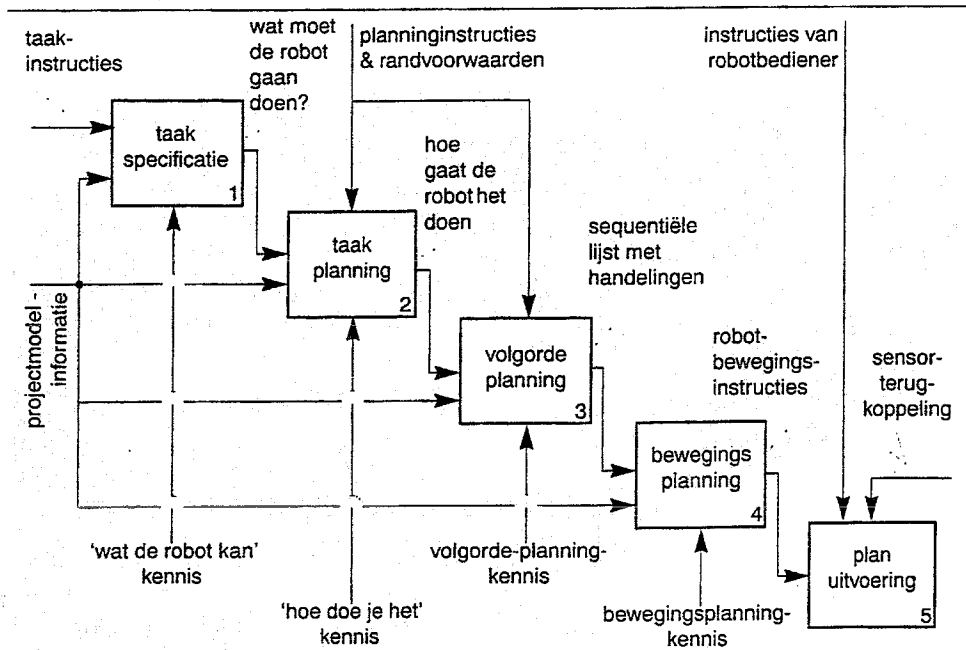 taak-
instructies
wat moet
de robot
gaan
doen?
planninginstructies
& randvoorwaarden
instructies van
robotbediener
taak
specificatie
1
hoe
gaat de
robot het
doen
taak
planning
2
sequentiële
lijst met
handelingen
projectmodel-
informatie
volgorde
planning
3
robot-
bewegings-
instructies
sensor-
terug-
koppeling
bewegings
planning
4
'wat de robot kan'
kennis
volgorde-planning-
kennis
plan
uitvoering
5
'hoe doe je het'
kennis
bewegingsplanning-
kennis